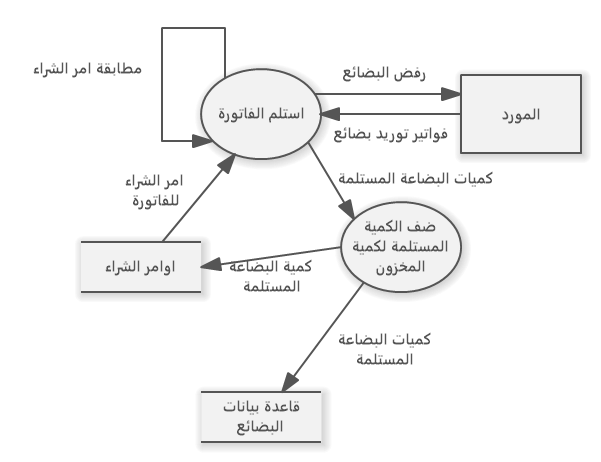 رفض البضائع
مطابقة امر الشراء
المورد
استلم الفاتورة
فواتير توريد بضائع
كميات البضاعة المستلمة
امر الشراء
للفاتورة
ضف الكمية
المستلمة لكمية
المخزون
اوامر الشراء
كمية البضاعة
المستلمة
كميات البضاعة
المستلمة
قاعدة بيانات
البضائع